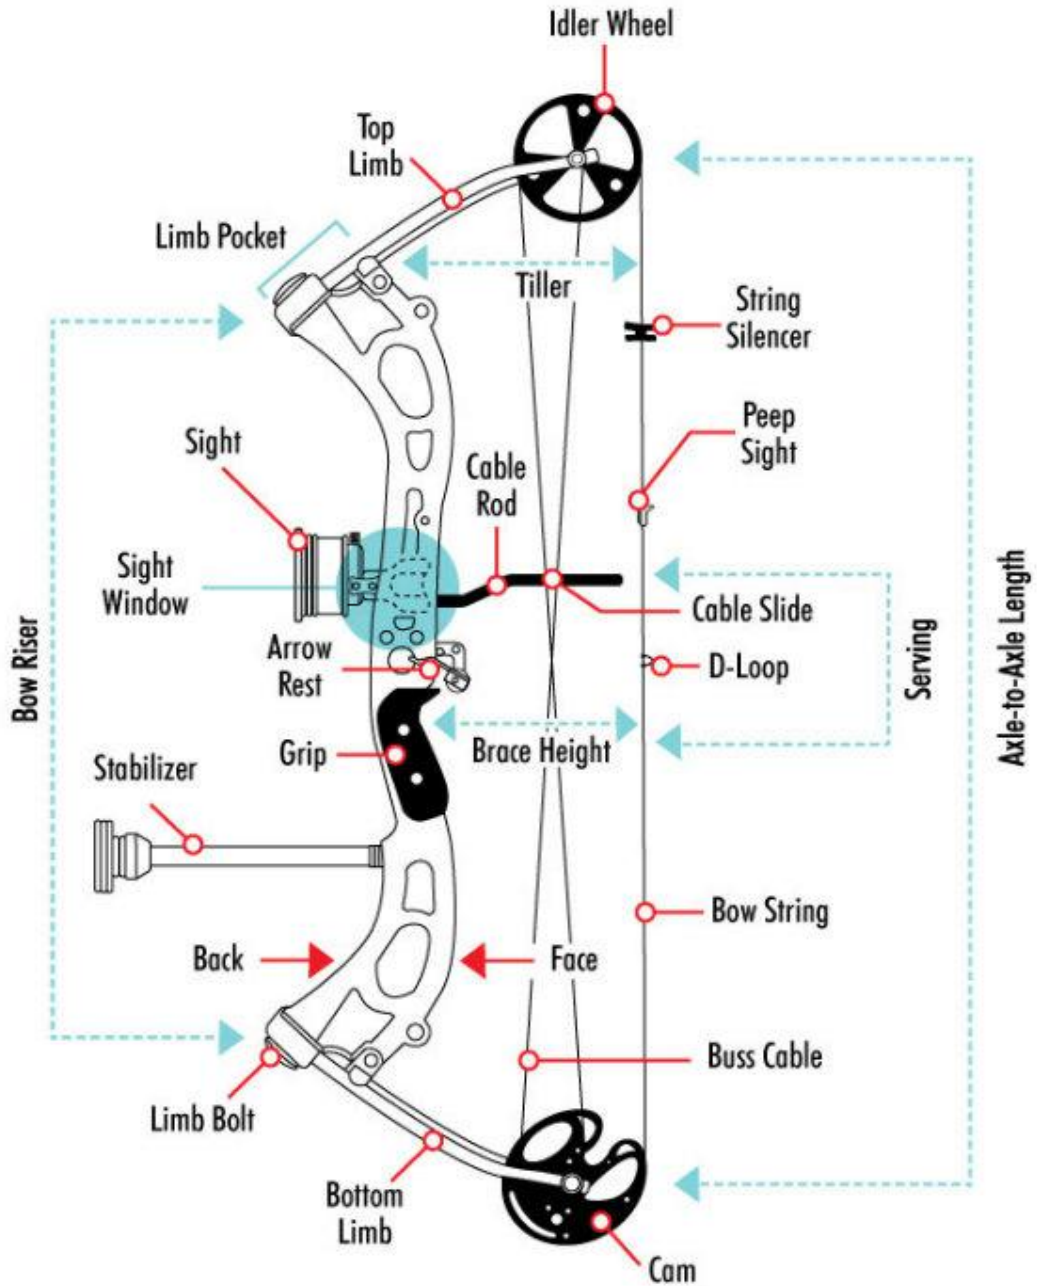 Idler Wheel
Top
Limb
Limb Pocket
Tiller
String
Silencer
Peep
Sight
Sight
Cable
Rod
Sight
Window
Cable Slide
Arrow
Rest
D-Loop
Bow Riser
Serving
Axle-to-Axle Length
Grip
Brace Height
Stabilizer
Bow String
Back
Face
Buss Cable
Limb Bolt
Bottom
Limb
Cam